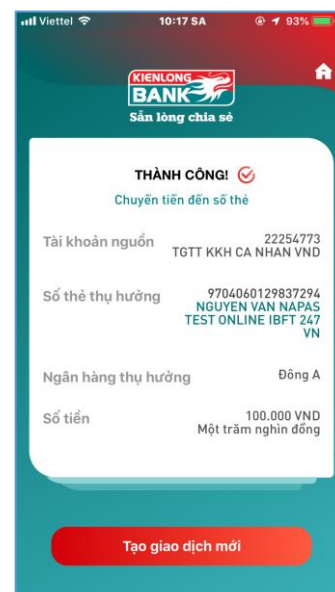 Viettel 10:17 SA 93%
KIENLONG
BANK
Sẵn lòng chia sẻ
THÀNH CÔNG!
Chuyển tiền đến số thẻ
Tài khoản nguồn 22254773
TGTT KKH CA NHAN VND
Số thẻ thụ hưởng 9704060129837294
NGUYEN VAN NAPAS
TEST ONLINE IBFT 247
VN
Ngân hàng thụ hưởng Đông A
Số tiền 100.000 VND
Một trăm nghìn đồng
Tạo giao dịch mới